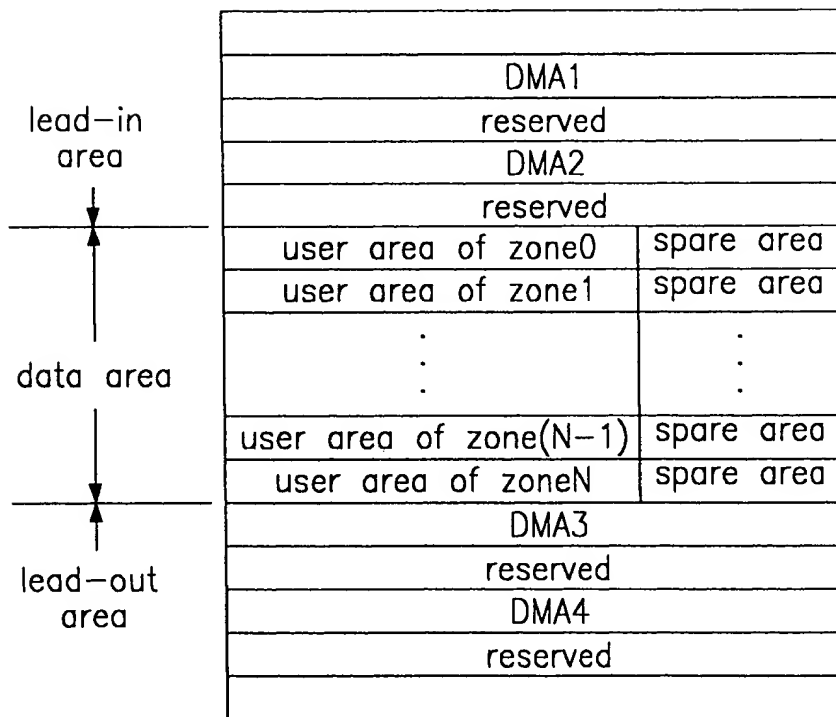 DMA1
lead-in
area
reserved
DMA2
reserved
user area of zone0 spare area
user area of zone1 spare area
data area
user area of zone(N-1) spare area
user area of zoneN spare area
DMA3
lead-out
area
reserved
DMA4
reserved